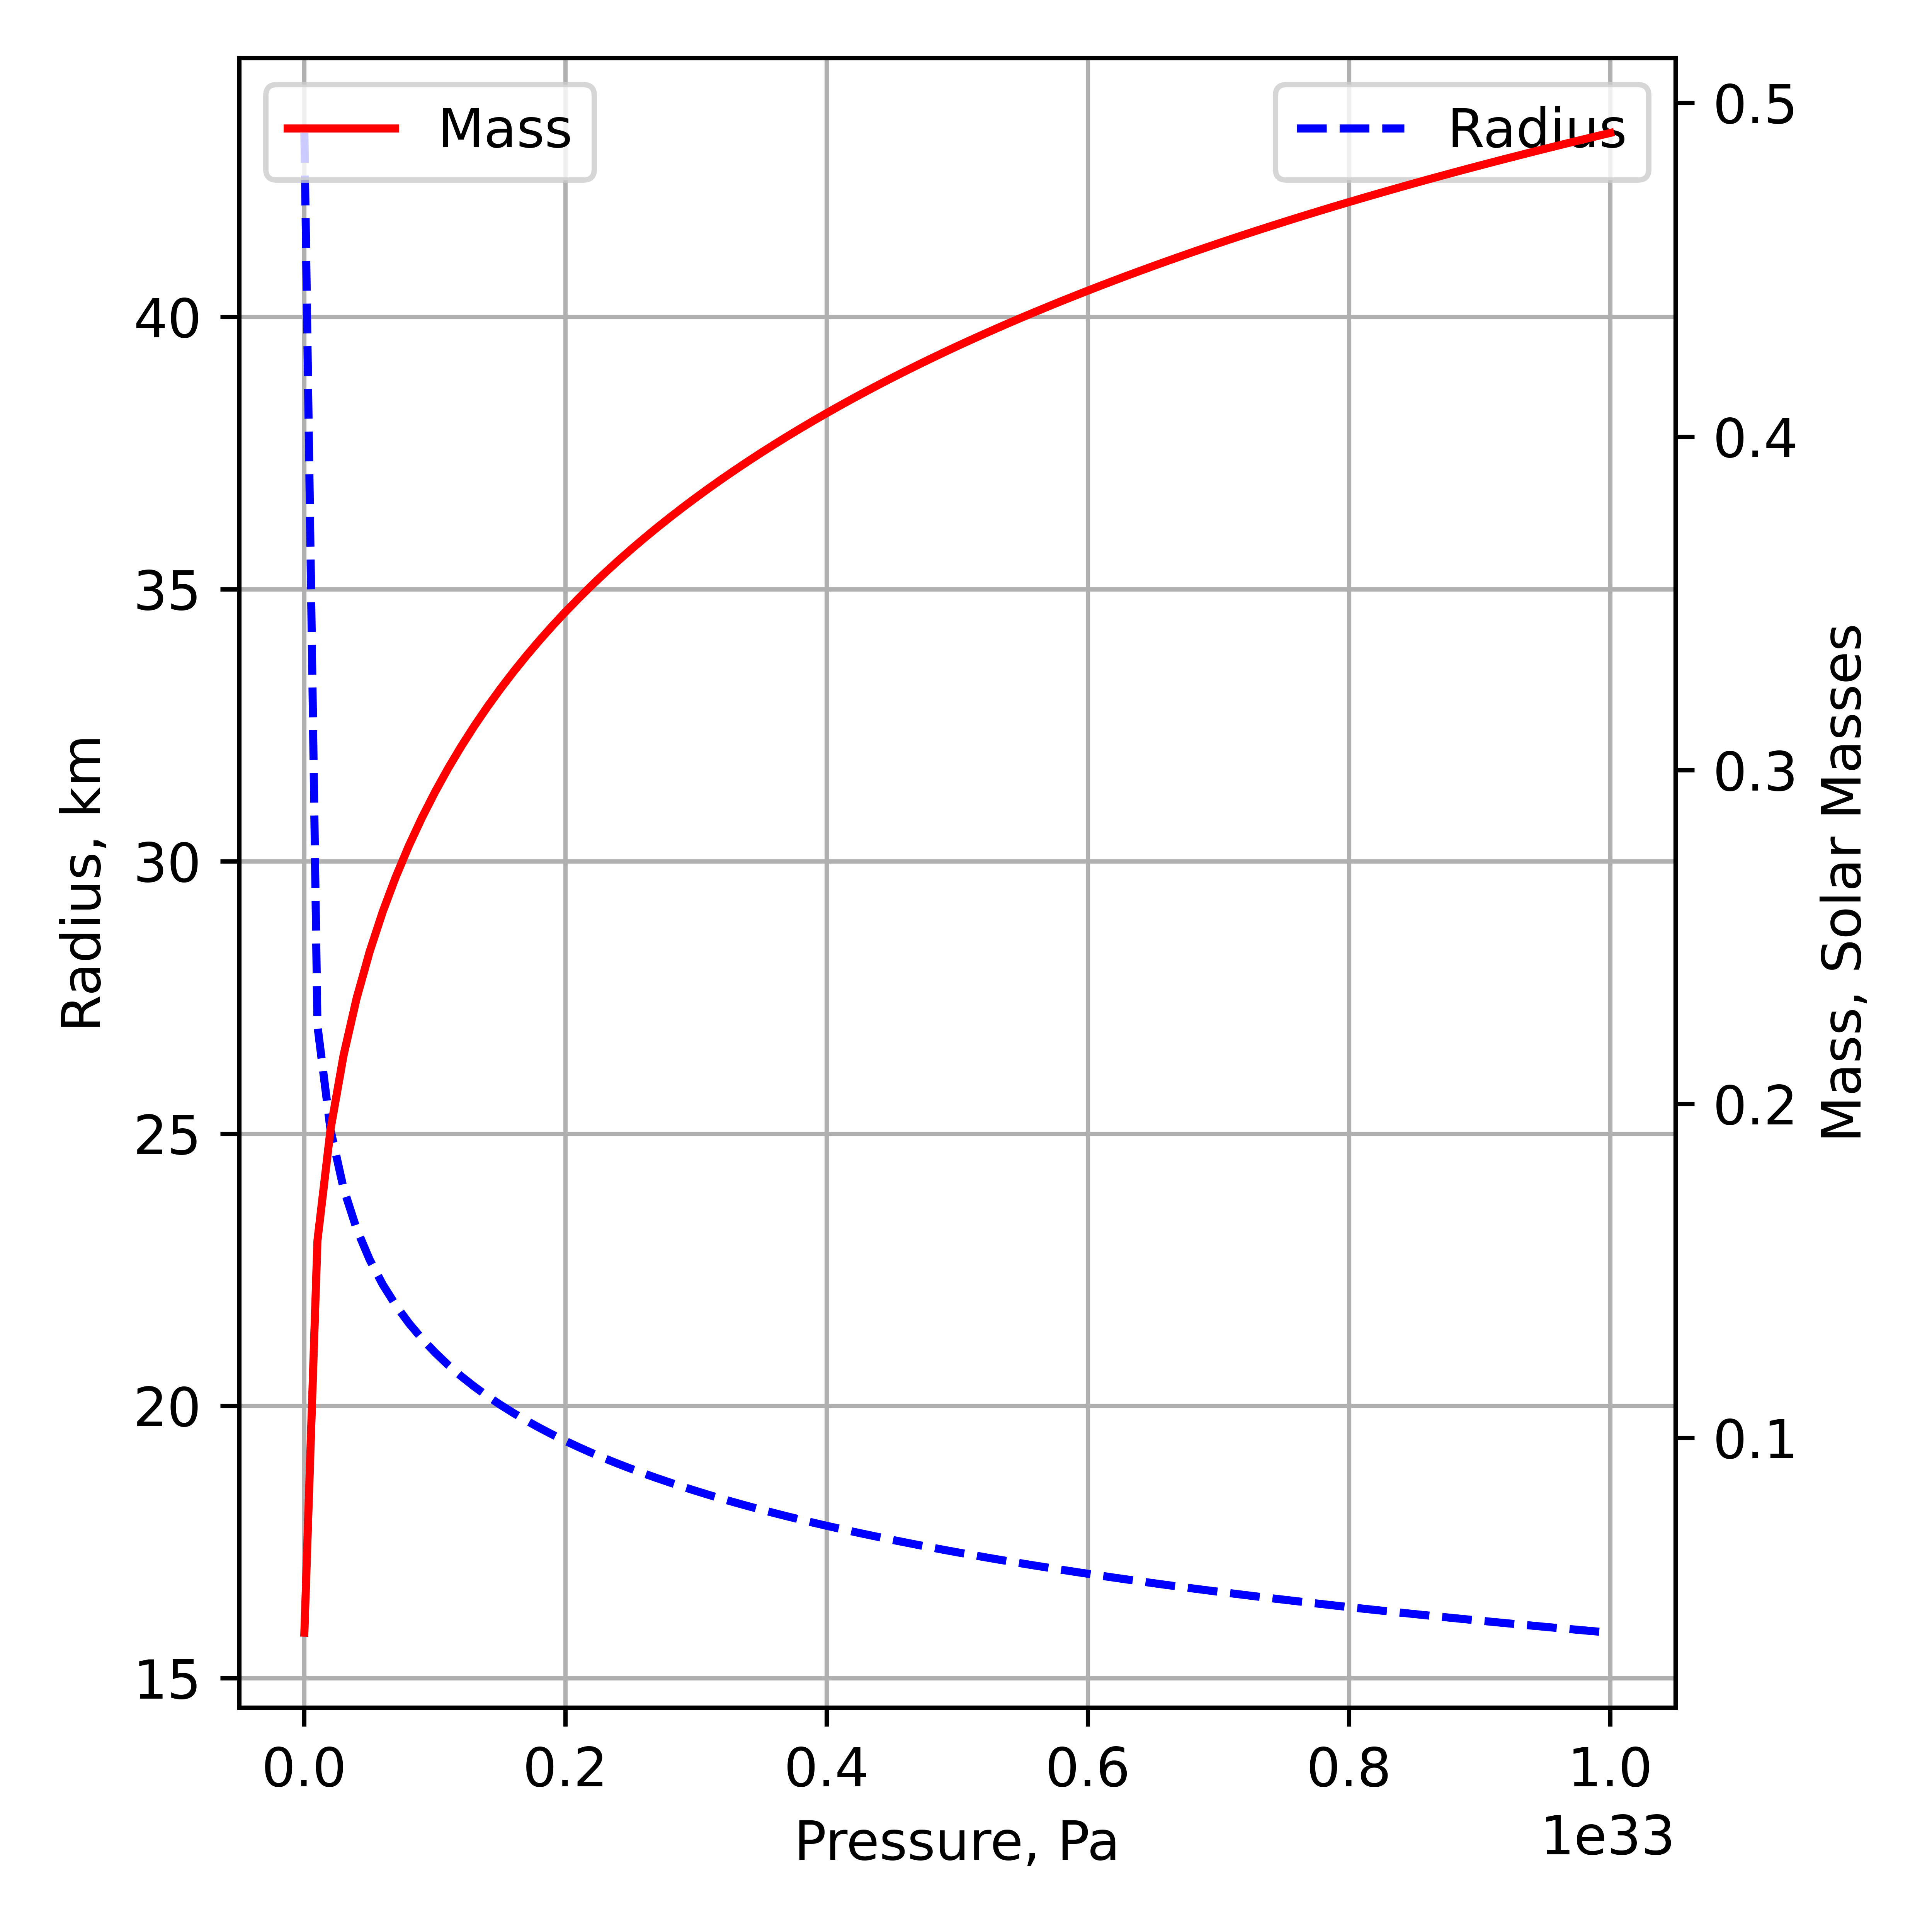 Mass
Radius
40
35
30
25
20
15
Radius, km
0.5
0.4
0.3
0.2
0.1
Mass, Solar Masses
0.0 0.2 0.4 0.6 0.8 1.0
1e33
Pressure, Pa